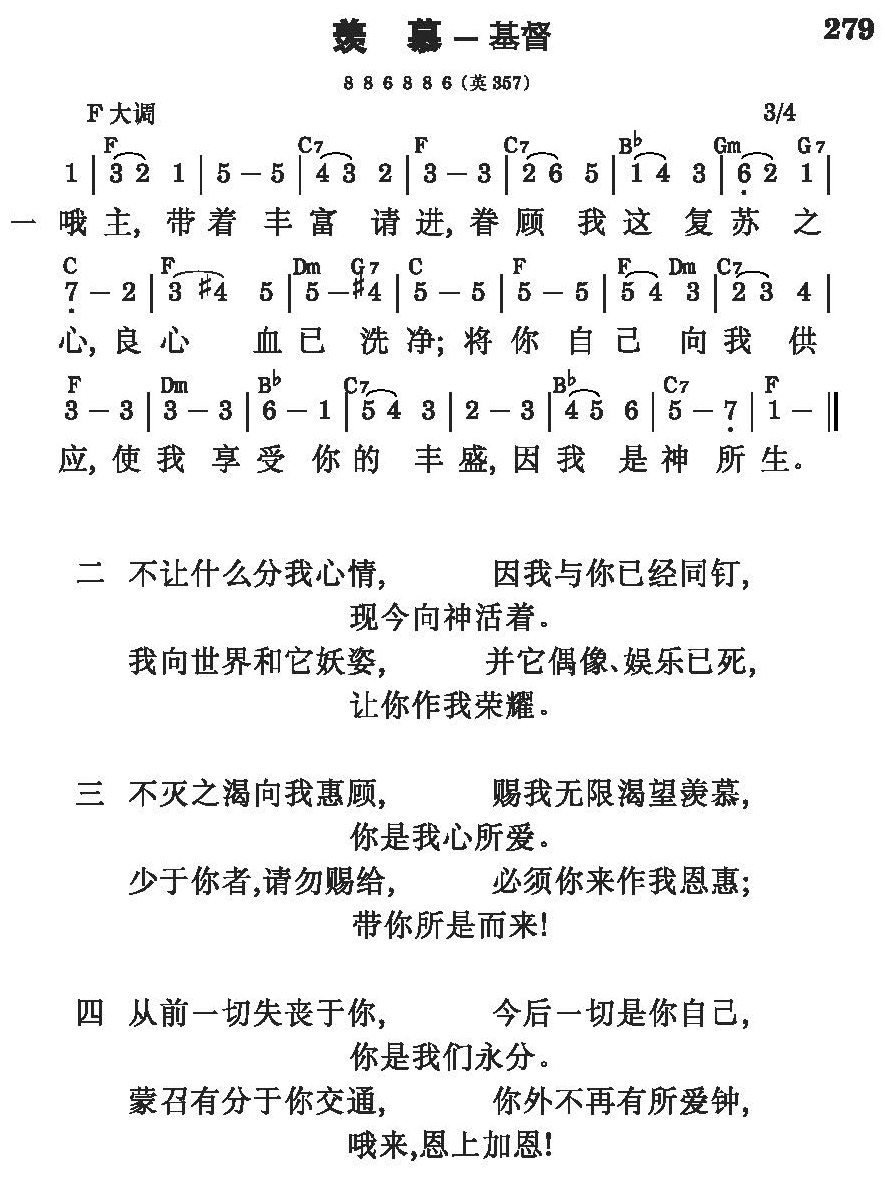 羡 慕 — 基督 279
8 8 6 8 8 6 (英 357)
F 大调 3/4
F C7 F C7 B♭ Gm G7
1 | 3 2 1 | 5 — 5 | 4 3 2 | 3 — 3 | 2 6 5 | 1 4 3 | 6̣ 2 1 |
一 哦 主, 带 着 丰 富 请 进, 眷 顾 我 这 复 苏 之
C F Dm G7 C F F Dm C7
7̣ — 2 | 3 #4 5 | 5 — #4 | 5 — 5 | 5 — 5 | 5 4 3 | 2 3 4 |
心, 良 心 血 已 洗 净; 将 你 自 己 向 我 供
F Dm B♭ C7 B♭ C7 F
3 — 3 | 3 — 3 | 6 — 1 | 5 4 3 | 2 — 3 | 4 5 6 | 5 — 7̣ | 1 — ‖
应, 使 我 享 受 你 的 丰 盛, 因 我 是 神 所 生。
二 不让什么分我心情, 因我与你已经同钉,
现今向神活着。
我向世界和它妖姿, 并它偶像、娱乐已死,
让你作我荣耀。
三 不灭之渴向我惠顾, 赐我无限渴望羡慕,
你是我心所爱。
少于你者,请勿赐给, 必须你来作我恩惠;
带你所是而来!
四 从前一切失丧于你, 今后一切是你自己,
你是我们永分。
蒙召有分于你交通, 你外不再有所爱钟,
哦来,恩上加恩!